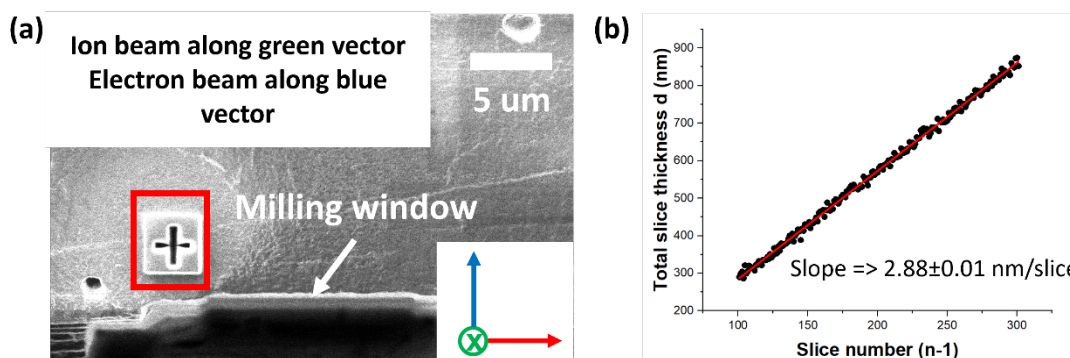 (a)
Ion beam along green vector
Electron beam along blue
vector
5 um
Milling window
X
(b)
Total slice thickness d (nm)
900
800
700
600
500
400
300
200
Slope => 2.88±0.01 nm/slice
100
150
200
250
300
Slice number (n-1)